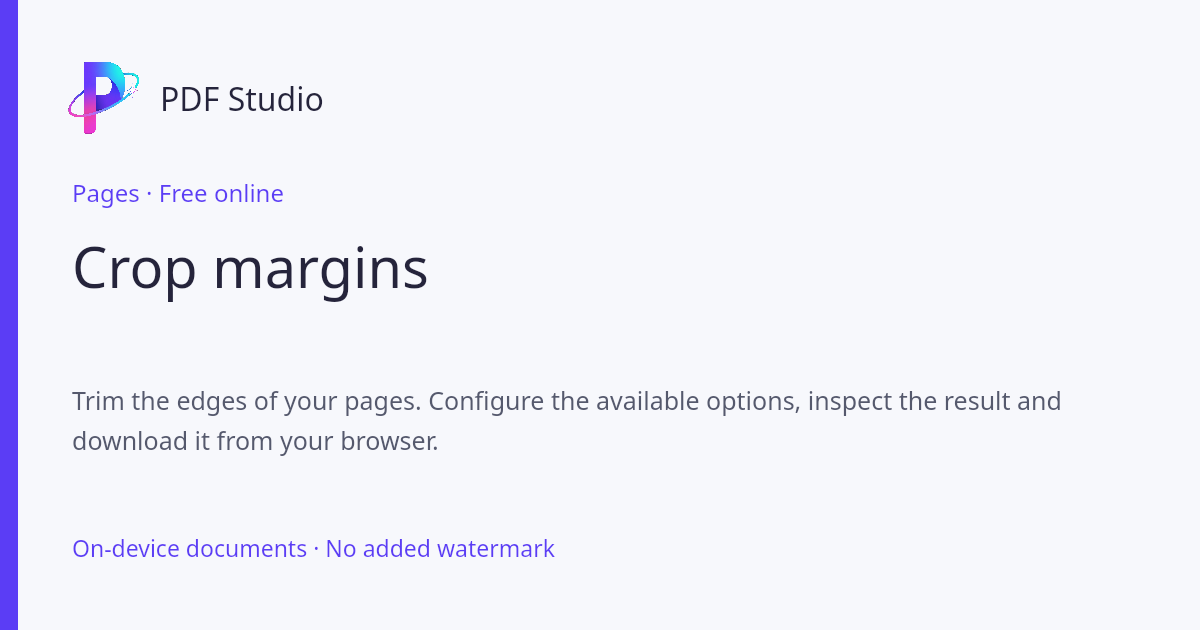 PDF Studio
Pages · Free online
Crop margins
Trim the edges of your pages. Configure the available options, inspect the result and
download it from your browser.
On-device documents · No added watermark